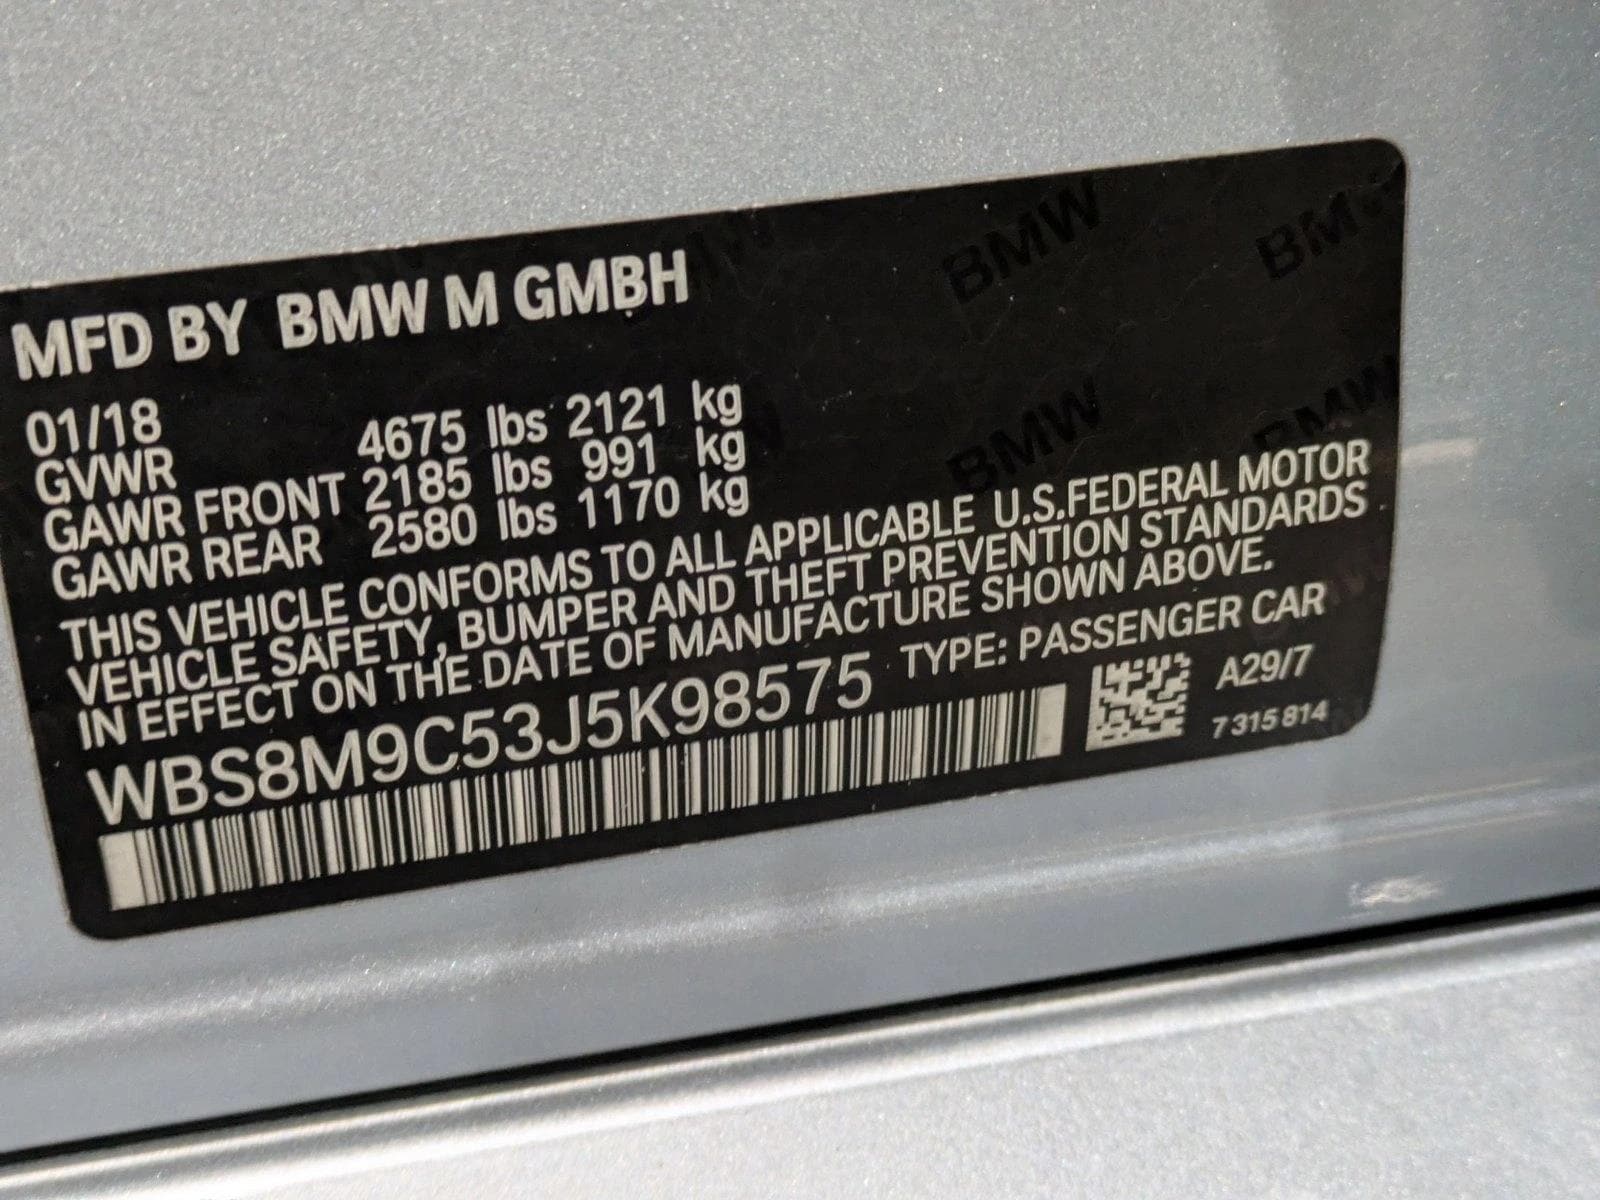 MFD BY BMW M GMBH
01/18
GVWR 4675 lbs 2121 kg
GAWR FRONT 2185 lbs 991 kg
GAWR REAR 2580 lbs 1170 kg
THIS VEHICLE CONFORMS TO ALL APPLICABLE U.S.FEDERAL MOTOR
VEHICLE SAFETY, BUMPER AND THEFT PREVENTION STANDARDS
IN EFFECT ON THE DATE OF MANUFACTURE SHOWN ABOVE.
WBS8M9C53J5K98575 TYPE: PASSENGER CAR
A29/7
7 315 814
BMW
BMW
BMW
BMW